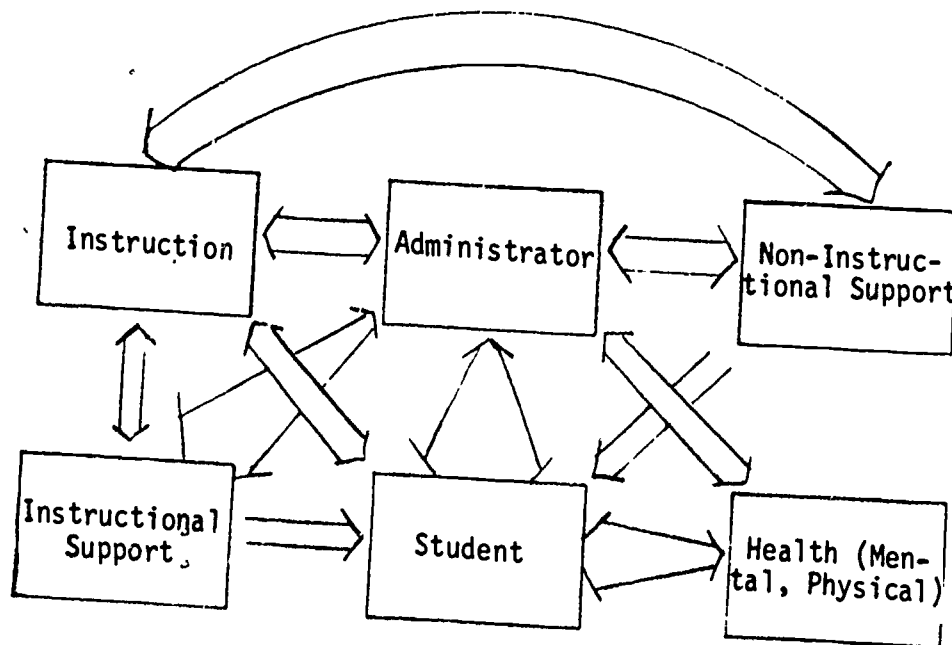 Instruction
Administrator
Non-Instruc-
tional Support
Instructional
Support
Student
Health (Men-
tal, Physical)